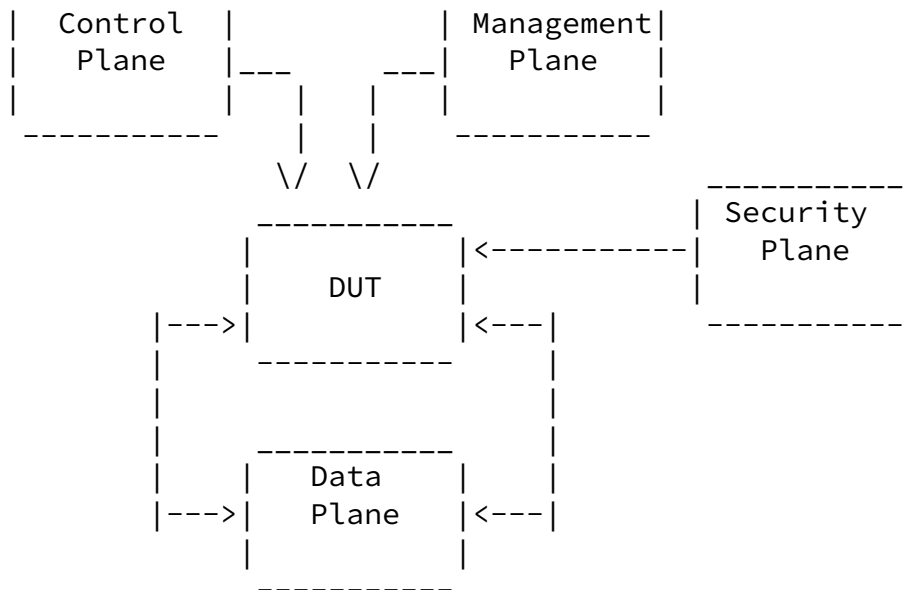 Control
Plane
Management
Plane
Security
Plane
DUT
Data
Plane